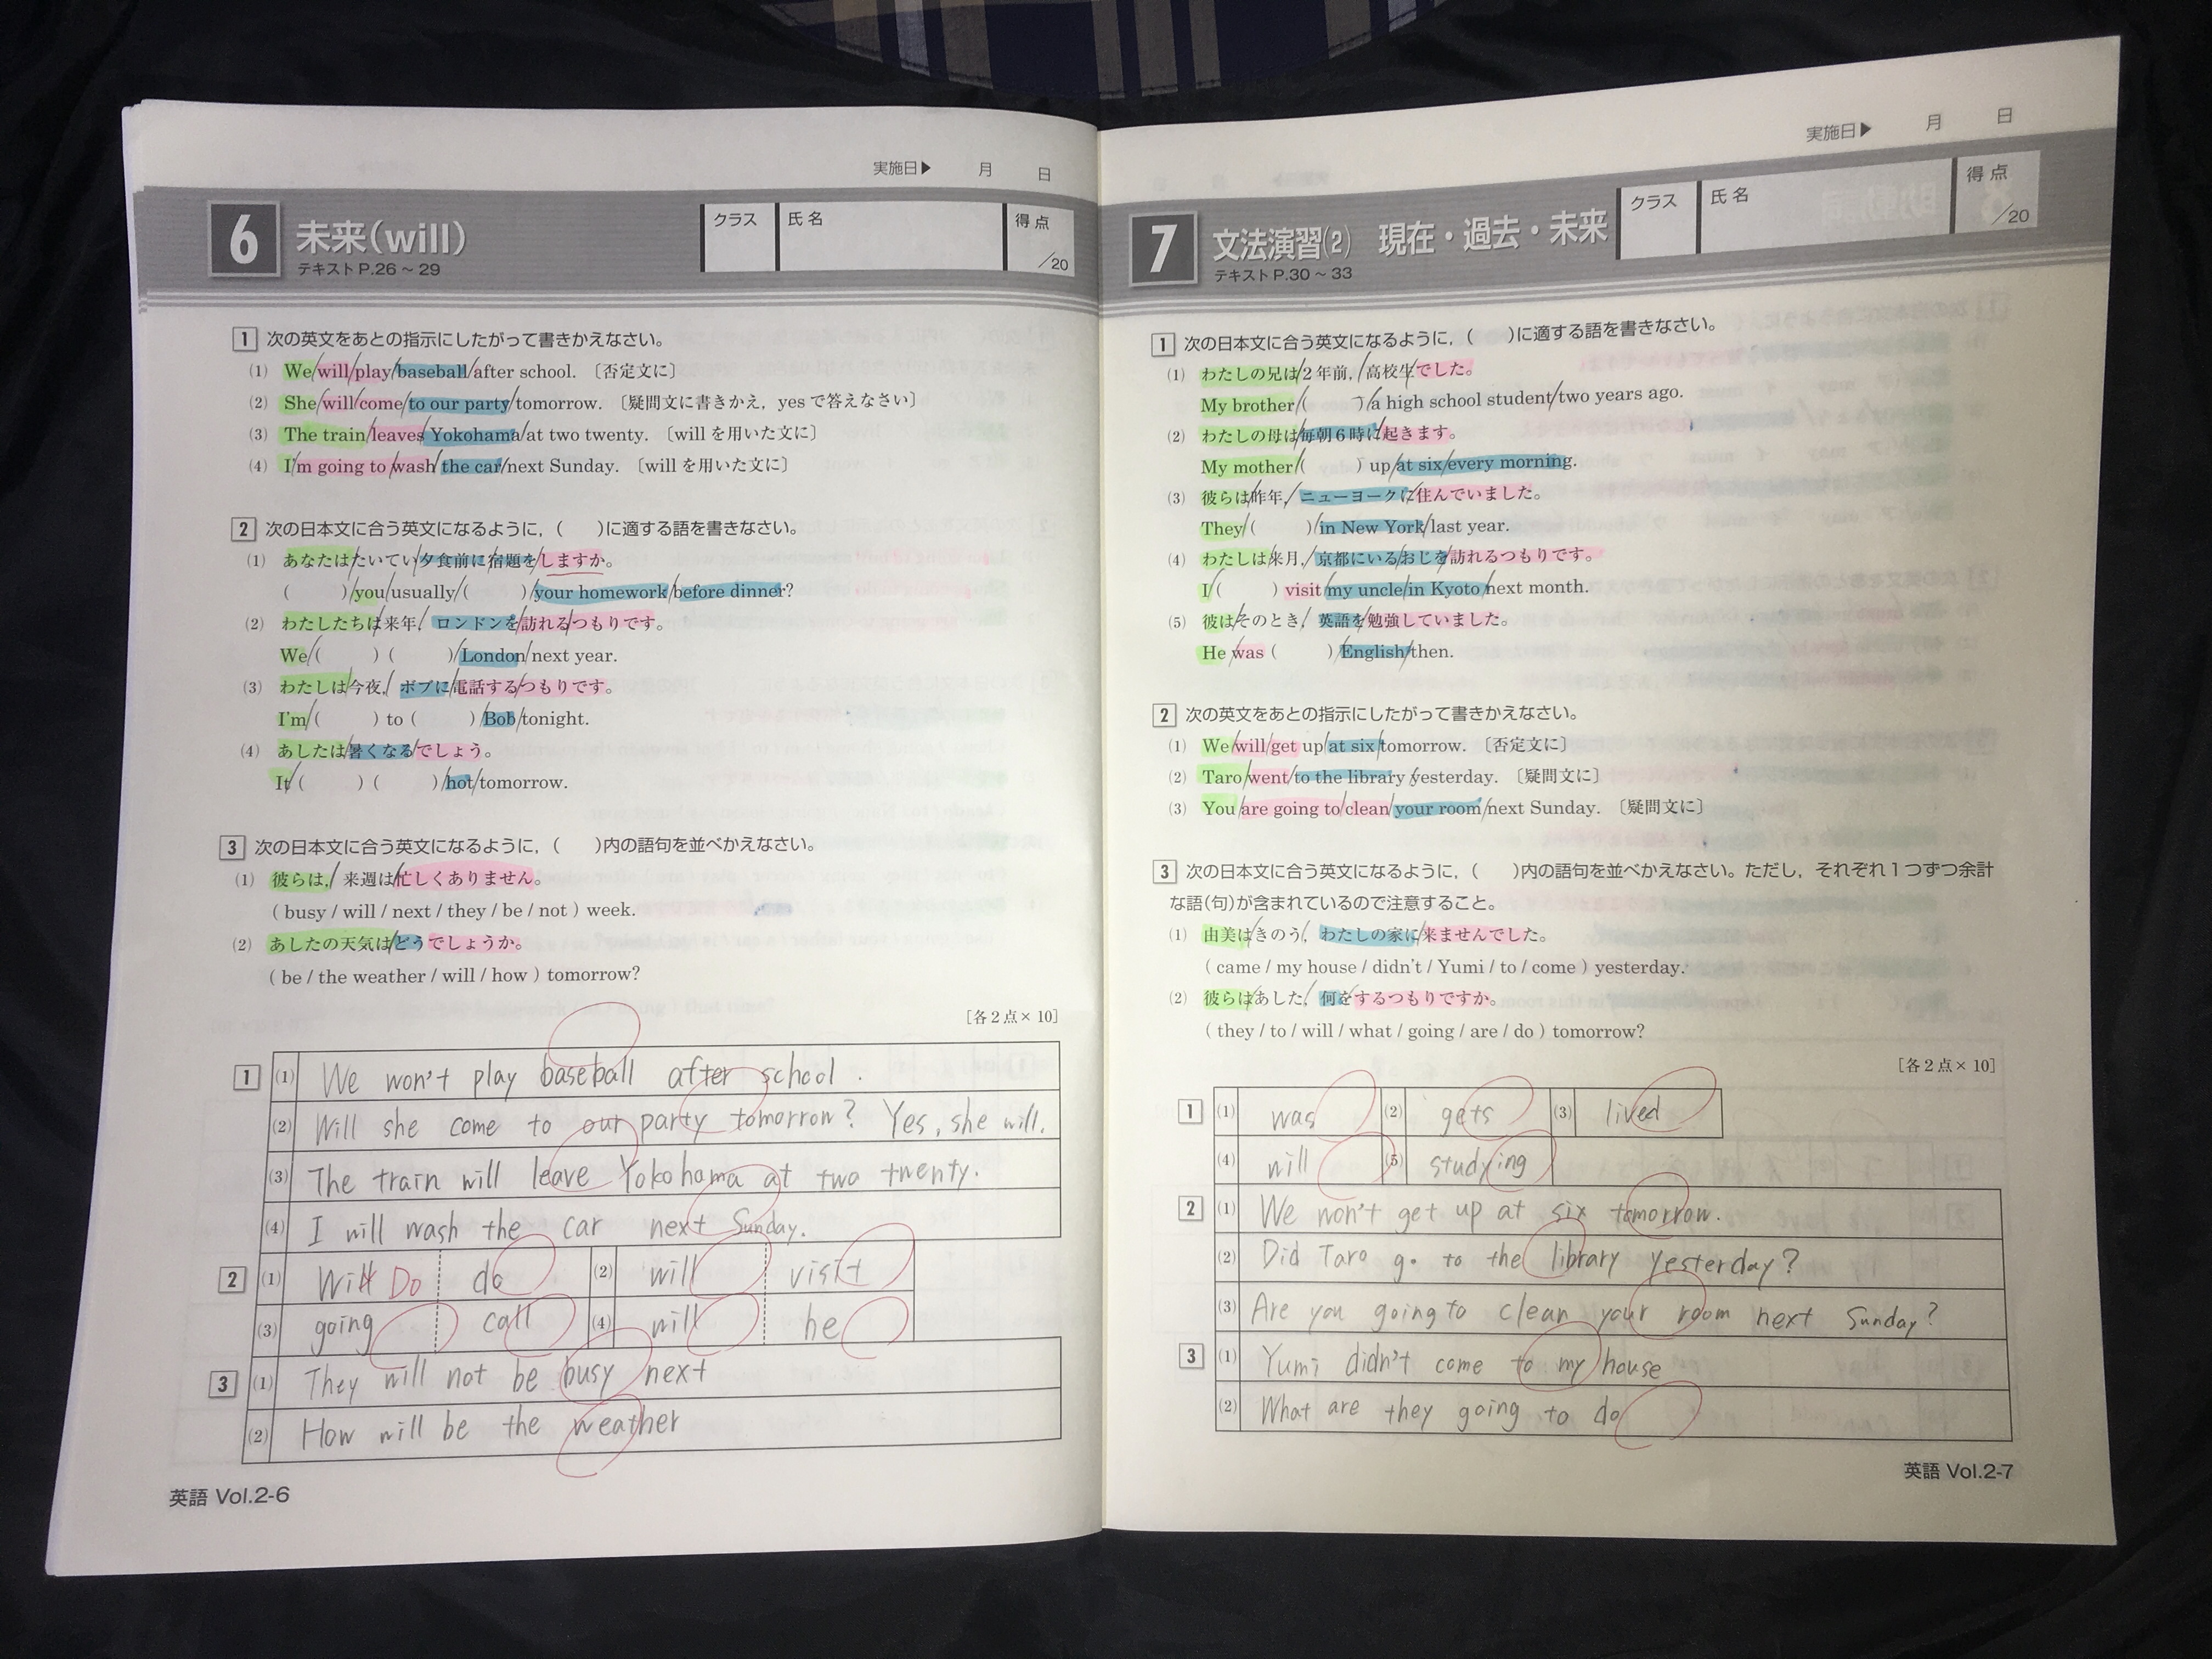 実施日▶ 月 日
6 未来(will)
テキストP.26～29
クラス 氏名 得点 /20
1 次の英文をあとの指示にしたがって書きかえなさい。
(1) We/will/play/baseball/after school. 〔否定文に〕
(2) She/will/come/to our party/tomorrow. 〔疑問文に書きかえ，yesで答えなさい〕
(3) The train/leaves/Yokohama/at two twenty. 〔willを用いた文に〕
(4) I/'m going to/wash/the car/next Sunday. 〔willを用いた文に〕
2 次の日本文に合う英文になるように，( )に適する語を書きなさい。
(1) あなたは/たいてい/夕食前に/宿題を/しますか。
( )/you/usually/( )/your homework/before dinner?
(2) わたしたちは/来年，/ロンドンを/訪れる/つもりです。
We/( ) ( )/London/next year.
(3) わたしは/今夜，/ボブに/電話する/つもりです。
I'm/( ) to ( )/Bob/tonight.
(4) あしたは/暑くなる/でしょう。
It/( ) ( )/hot/tomorrow.
3 次の日本文に合う英文になるように，( )内の語句を並べかえなさい。
(1) 彼らは，/来週は/忙しくありません。
( busy / will / next / they / be / not ) week.
(2) あしたの天気は/どう/でしょうか。
( be / the weather / will / how ) tomorrow?
[各2点×10]
1 (1) We won't play baseball after school.
(2) Will she come to our party tomorrow? Yes, she will.
(3) The train will leave Yokohama at two twenty.
(4) I will wash the car next Sunday.
2 (1) Will Do do (2) will visit
(3) going call (4) will be
3 (1) They will not be busy next
(2) How will be the weather
英語 Vol.2-6
実施日▶ 月 日
7 文法演習(2) 現在・過去・未来
テキストP.30～33
クラス 氏名 得点 /20
1 次の日本文に合う英文になるように，( )に適する語を書きなさい。
(1) わたしの兄は/2年前，/高校生/でした。
My brother/( )/a high school student/two years ago.
(2) わたしの母は/毎朝6時に/起きます。
My mother/( ) up/at six/every morning.
(3) 彼らは/昨年，/ニューヨークに/住んでいました。
They/( )/in New York/last year.
(4) わたしは/来月，/京都にいる/おじを/訪れるつもりです。
I/( ) visit/my uncle/in Kyoto/next month.
(5) 彼は/そのとき，/英語を/勉強していました。
He was ( )/English/then.
2 次の英文をあとの指示にしたがって書きかえなさい。
(1) We/will/get up/at six/tomorrow. 〔否定文に〕
(2) Taro/went/to the library/yesterday. 〔疑問文に〕
(3) You/are going to/clean/your room/next Sunday. 〔疑問文に〕
3 次の日本文に合う英文になるように，( )内の語句を並べかえなさい。ただし，それぞれ1つずつ余計
な語(句)が含まれているので注意すること。
(1) 由美は/きのう，/わたしの家に/来ませんでした。
( came / my house / didn't / Yumi / to / come ) yesterday.
(2) 彼らは/あした，/何を/するつもりですか。
( they / to / will / what / going / are / do ) tomorrow?
[各2点×10]
1 (1) was (2) gets (3) lived
(4) will (5) studying
2 (1) We won't get up at six tomorrow.
(2) Did Taro go to the library yesterday?
(3) Are you going to clean your room next Sunday?
3 (1) Yumi didn't come to my house
(2) What are they going to do
英語 Vol.2-7